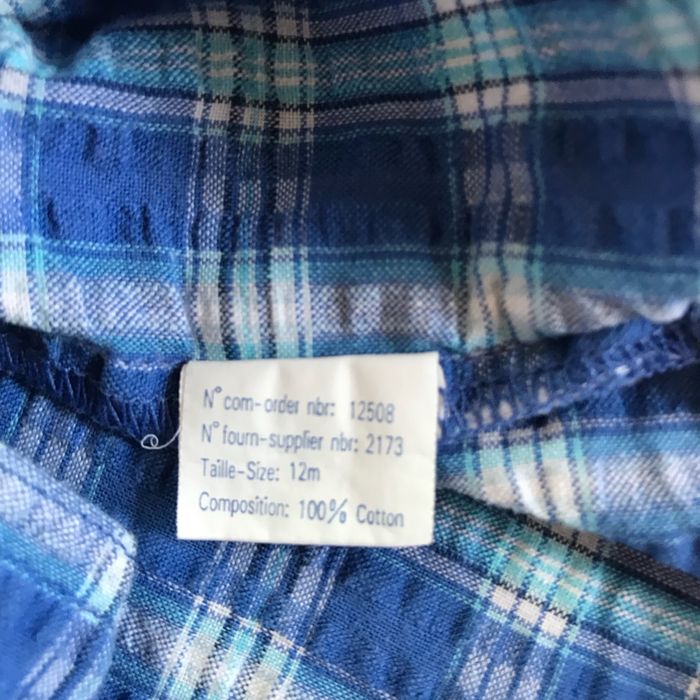 N° com-order nbr: 12508
N° fourn-supplier nbr: 2173
Taille-Size: 12m
Composition: 100% Cotton